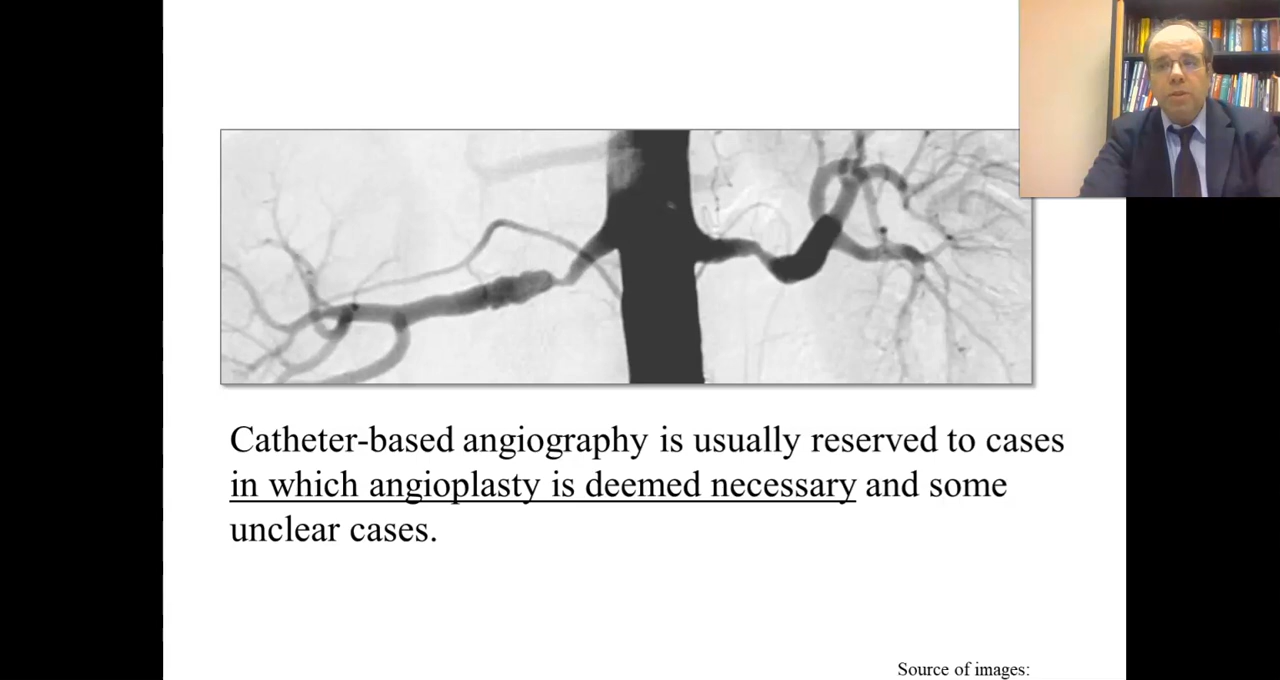 Catheter-based angiography is usually reserved to cases
in which angioplasty is deemed necessary and some
unclear cases.
Source of images: